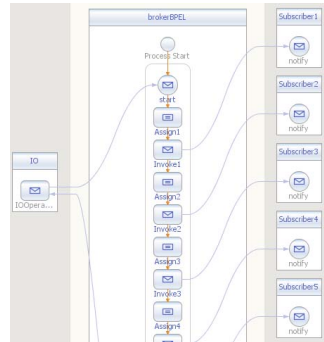 brokerBPEL
Process Start
start
Assign1
Invoke1
Assign2
Invoke2
Assign3
Invoke3
Assign4
IO
IOOpera...
Subscriber1
notify
Subscriber2
notify
Subscriber3
notify
Subscriber4
notify
Subscriber5
notify